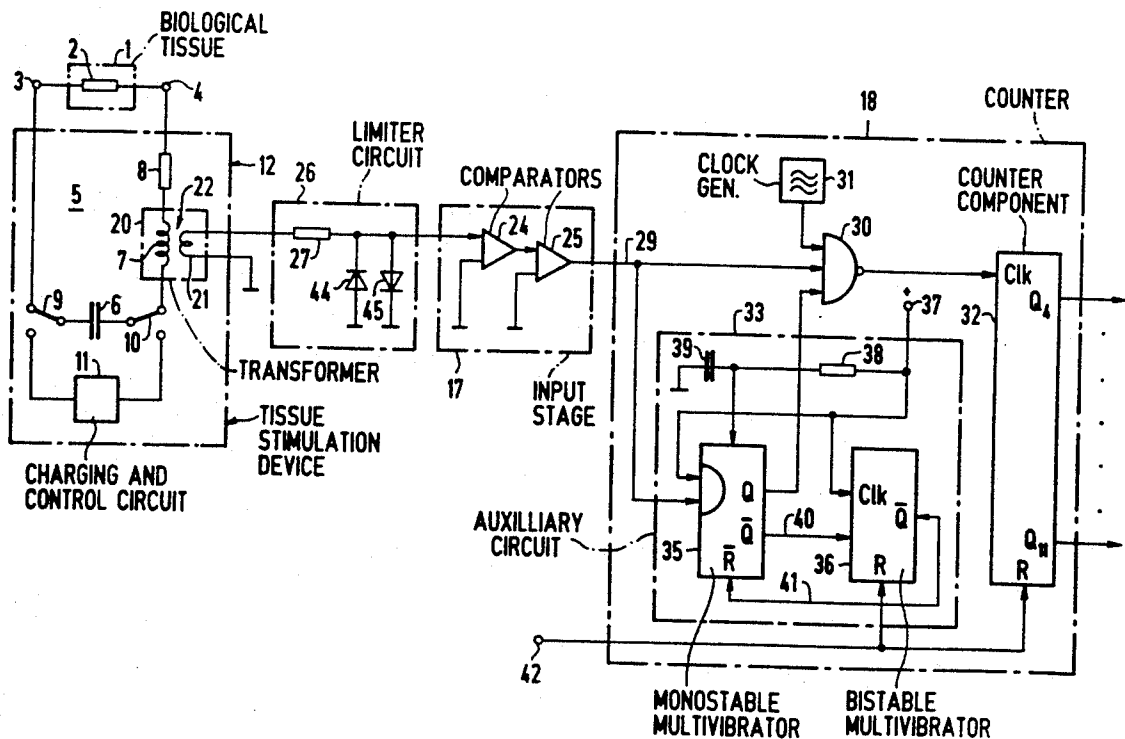 BIOLOGICAL
TISSUE
2
1
3
4
18
COUNTER
LIMITER
CIRCUIT
8
12
5
26
COMPARATORS
CLOCK
GEN.
31
COUNTER
COMPONENT
20
22
24
25
29
30
7
27
Clk
21
44
45
37
Q4
9
6
10
33
32
39
38
11
TRANSFORMER
17
INPUT
STAGE
TISSUE
STIMULATION
DEVICE
CHARGING AND
CONTROL CIRCUIT
Q
Clk
Q̅
AUXILLIARY
CIRCUIT
Q̅
40
35
36
R̅
R
41
Q11
R
42
MONOSTABLE
MULTIVIBRATOR
BISTABLE
MULTIVIBRATOR